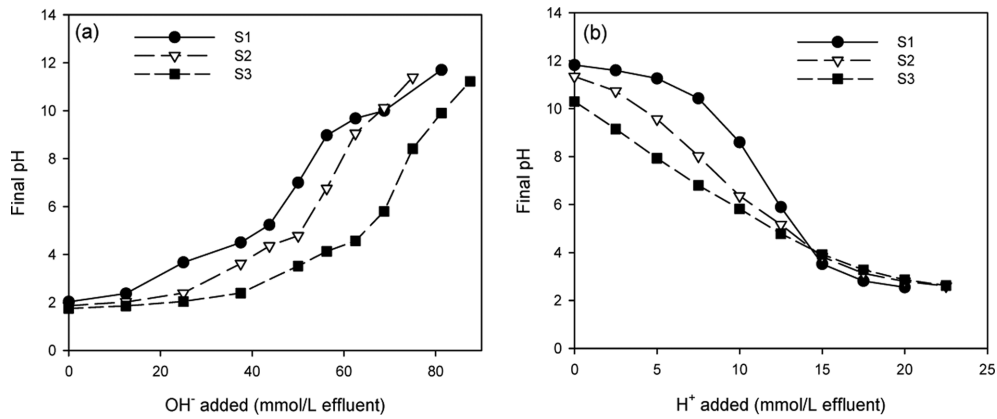 (a)
S1
S2
S3
14
12
10
8
6
4
2
0
Final pH
0 20 40 60 80
OH⁻ added (mmol/L effluent)
(b)
S1
S2
S3
14
12
10
8
6
4
2
0
Final pH
0 5 10 15 20 25
H⁺ added (mmol/L effluent)